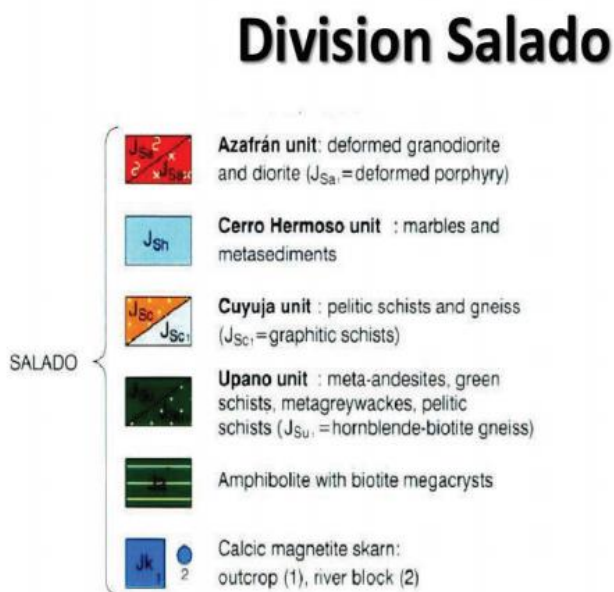 Division Salado
SALADO
JSa
JSa
Azafrán unit: deformed granodiorite
and diorite (JSa₁=deformed porphyry)
JSh
Cerro Hermoso unit : marbles and
metasediments
JSc
JSc₁
Cuyuja unit : pelitic schists and gneiss
(JSc₁=graphitic schists)
JSu
Upano unit : meta-andesites, green
schists, metagreywackes, pelitic
schists (JSu₁ =hornblende-biotite gneiss)
Amphibolite with biotite megacrysts
Jk 1
2
Calcic magnetite skarn:
outcrop (1), river block (2)